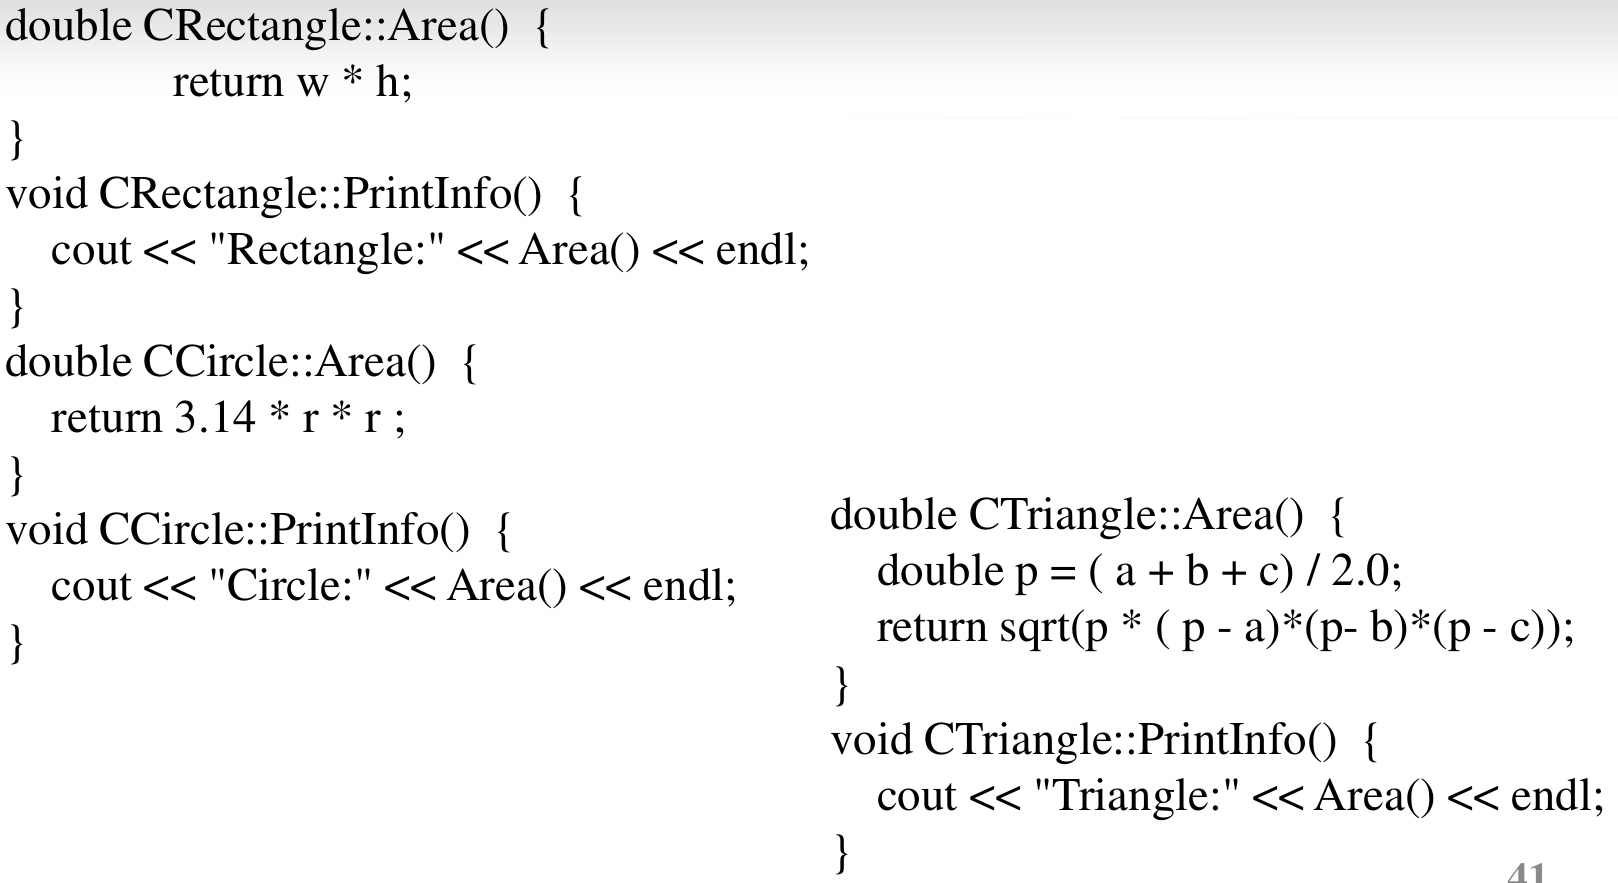 double CRectangle::Area()  {
return w * h;
}
void CRectangle::PrintInfo()  {
cout << "Rectangle:" << Area() << endl;
}
double CCircle::Area()  {
return 3.14 * r * r ;
}
void CCircle::PrintInfo()  {
cout << "Circle:" << Area() << endl;
}
double CTriangle::Area()  {
double p = ( a + b + c) / 2.0;
return sqrt(p * ( p - a)*(p- b)*(p - c));
}
void CTriangle::PrintInfo()  {
cout << "Triangle:" << Area() << endl;
}
41